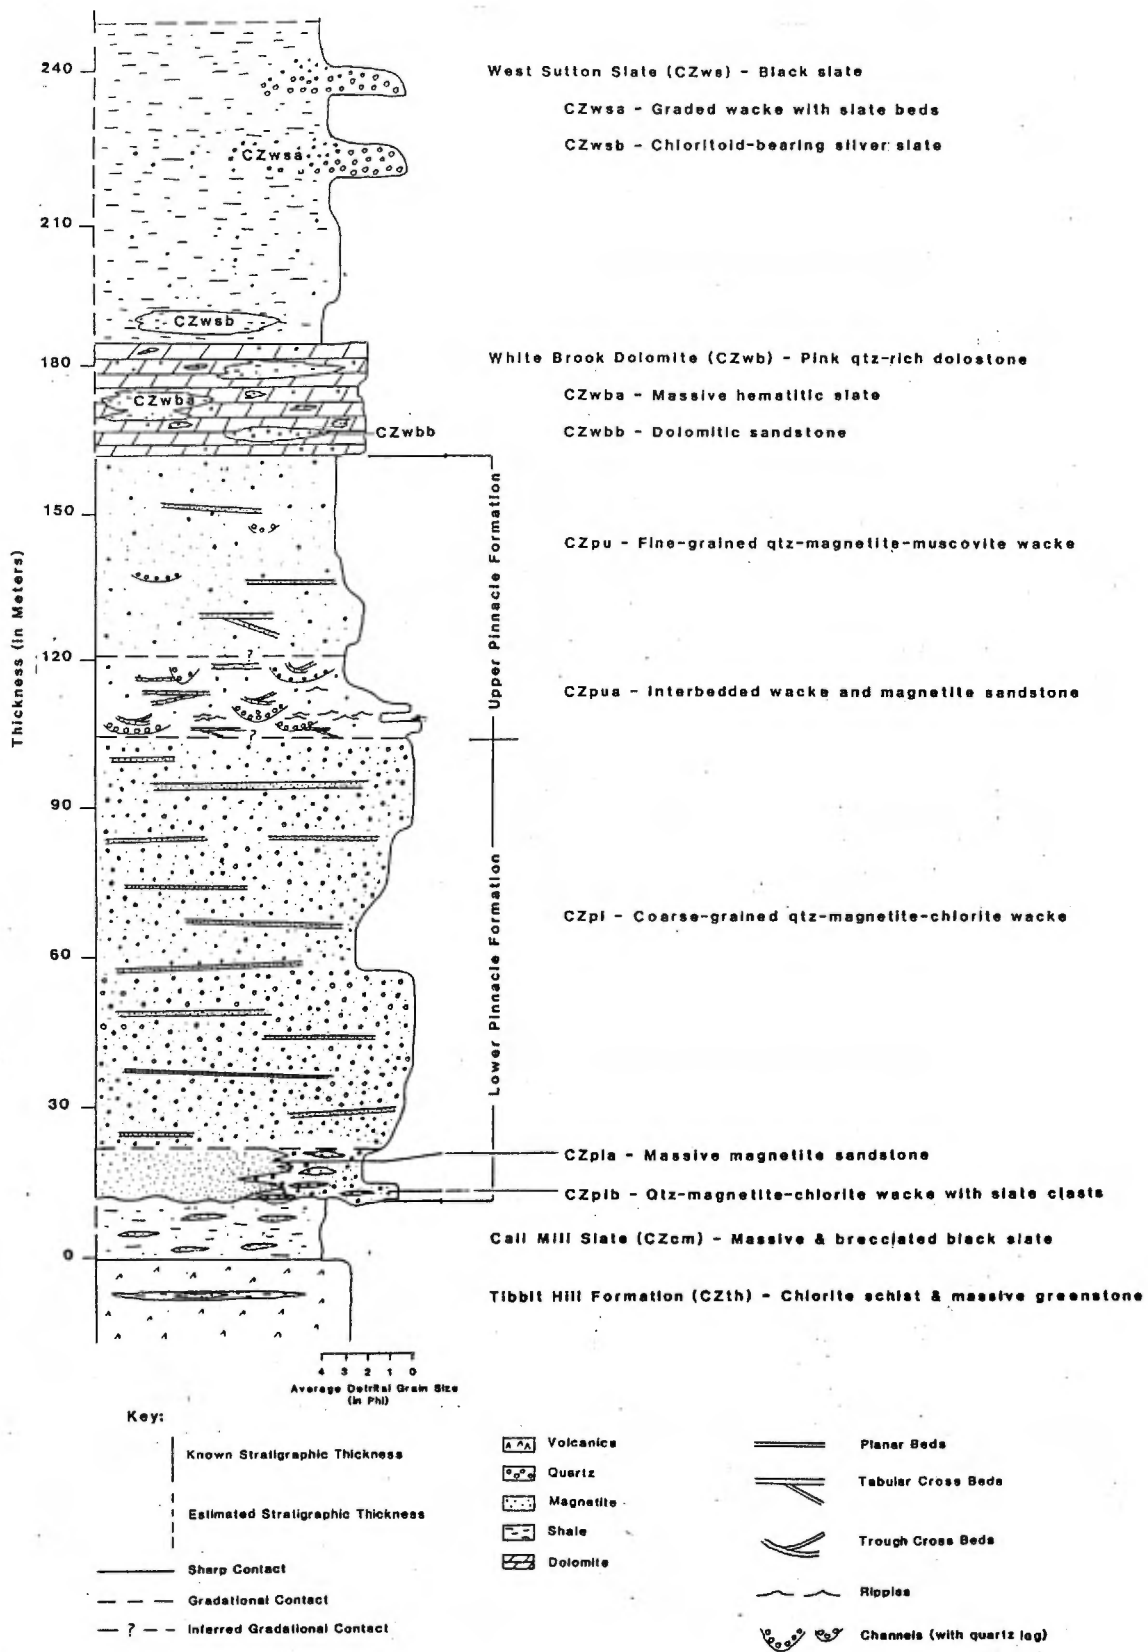 240
West Sutton Slate (CZws) - Black slate
CZwsa - Graded wacke with slate beds
CZwsb - Chloritoid-bearing silver slate
CZwsa
210
CZwsb
180
White Brook Dolomite (CZwb) - Pink qtz-rich dolostone
CZwba
CZwba - Massive hematitic slate
CZwbb
CZwbb - Dolomitic sandstone
150
Upper Pinnacle Formation
CZpu - Fine-grained qtz-magnetite-muscovite wacke
Thickness (in Meters)
120
?
CZpua - Interbedded wacke and magnetite sandstone
?
90
Lower Pinnacle Formation
CZpl - Coarse-grained qtz-magnetite-chlorite wacke
60
30
CZpla - Massive magnetite sandstone
CZplb - Qtz-magnetite-chlorite wacke with slate clasts
Call Mill Slate (CZcm) - Massive & brecciated black slate
0
Tibbit Hill Formation (CZth) - Chlorite schist & massive greenstone
4 3 2 1 0
Average Detrital Grain Size
(in Phi)
Key:
Known Stratigraphic Thickness
Estimated Stratigraphic Thickness
Sharp Contact
Gradational Contact
? Inferred Gradational Contact
Volcanics
Quartz
Magnetite
Shale
Dolomite
Planar Beds
Tabular Cross Beds
Trough Cross Beds
Ripples
Channels (with quartz lag)